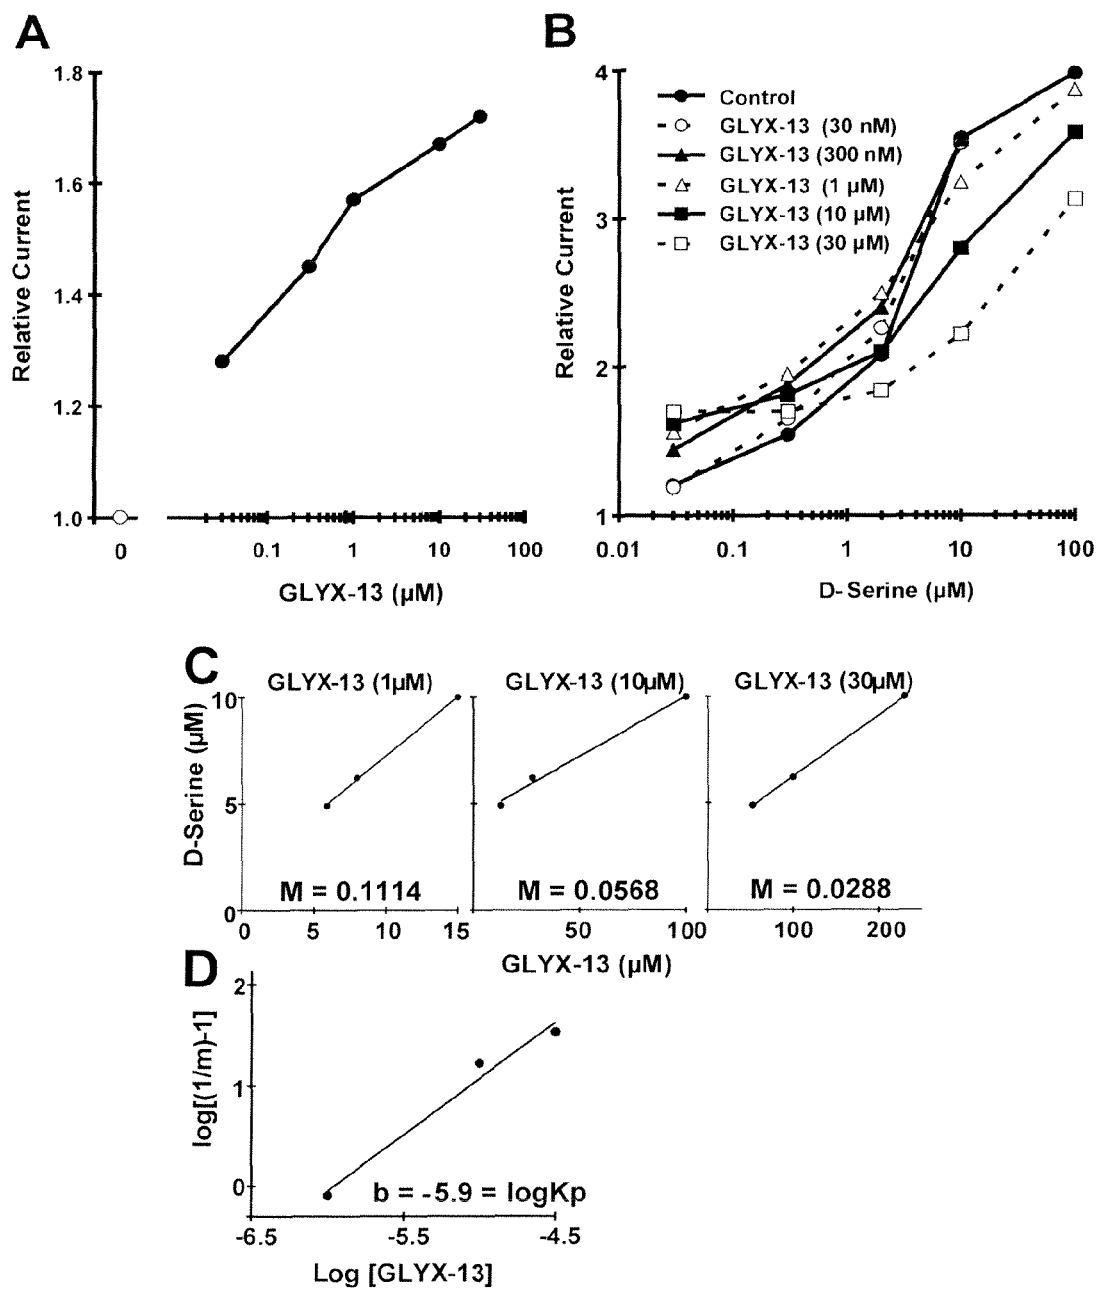 A
B
1.8
1.6
1.4
1.2
1.0
Relative Current
0
0.1
1
10
100
GLYX-13 (µM)
4
3
2
1
Relative Current
Control
GLYX-13 (30 nM)
GLYX-13 (300 nM)
GLYX-13 (1 µM)
GLYX-13 (10 µM)
GLYX-13 (30 µM)
0.01
0.1
1
10
100
D-Serine (µM)
C
GLYX-13 (1µM)
GLYX-13 (10µM)
GLYX-13 (30µM)
D-Serine (µM)
10
5
0
M = 0.1114
M = 0.0568
M = 0.0288
0
5
10
15
50
100
100
200
GLYX-13 (µM)
D
log[(1/m)-1]
2
1
0
b = -5.9 = logKp
-6.5
-5.5
-4.5
Log [GLYX-13]